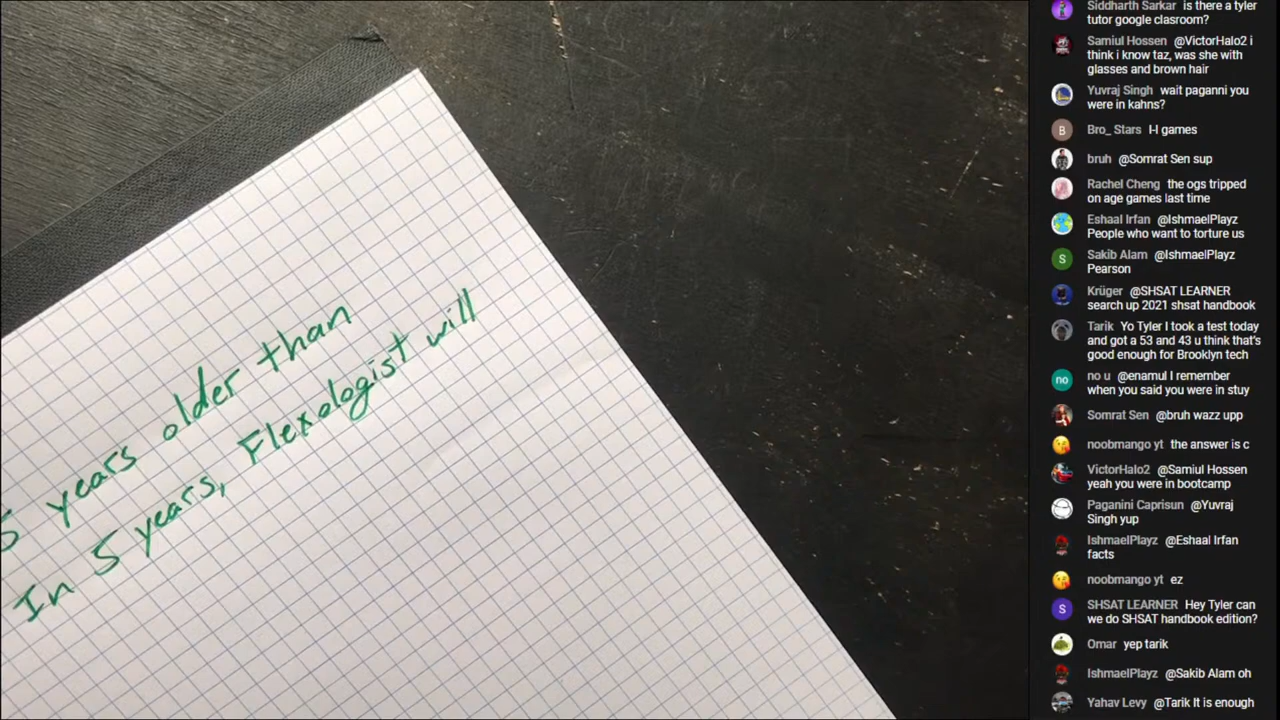 5 years older than
In 5 years, Flexologist will
Siddharth Sarkar is there a tyler
tutor google clasroom?
Samiul Hossen @VictorHalo2 i
think i know taz, was she with
glasses and brown hair
Yuvraj Singh wait paganni you
were in kahns?
B
Bro_ Stars I-I games
bruh @Somrat Sen sup
Rachel Cheng the ogs tripped
on age games last time
Eshaal Irfan @IshmaelPlayz
People who want to torture us
S
Sakib Alam @IshmaelPlayz
Pearson
Krüger @SHSAT LEARNER
search up 2021 shsat handbook
Tarik Yo Tyler I took a test today
and got a 53 and 43 u think that's
good enough for Brooklyn tech
no
no u @enamul I remember
when you said you were in stuy
Somrat Sen @bruh wazz upp
noobmango yt the answer is c
VictorHalo2 @Samiul Hossen
yeah you were in bootcamp
Paganini Caprisun @Yuvraj
Singh yup
IshmaelPlayz @Eshaal Irfan
facts
noobmango yt ez
S
SHSAT LEARNER Hey Tyler can
we do SHSAT handbook edition?
Omar yep tarik
IshmaelPlayz @Sakib Alam oh
Yahav Levy @Tarik It is enough